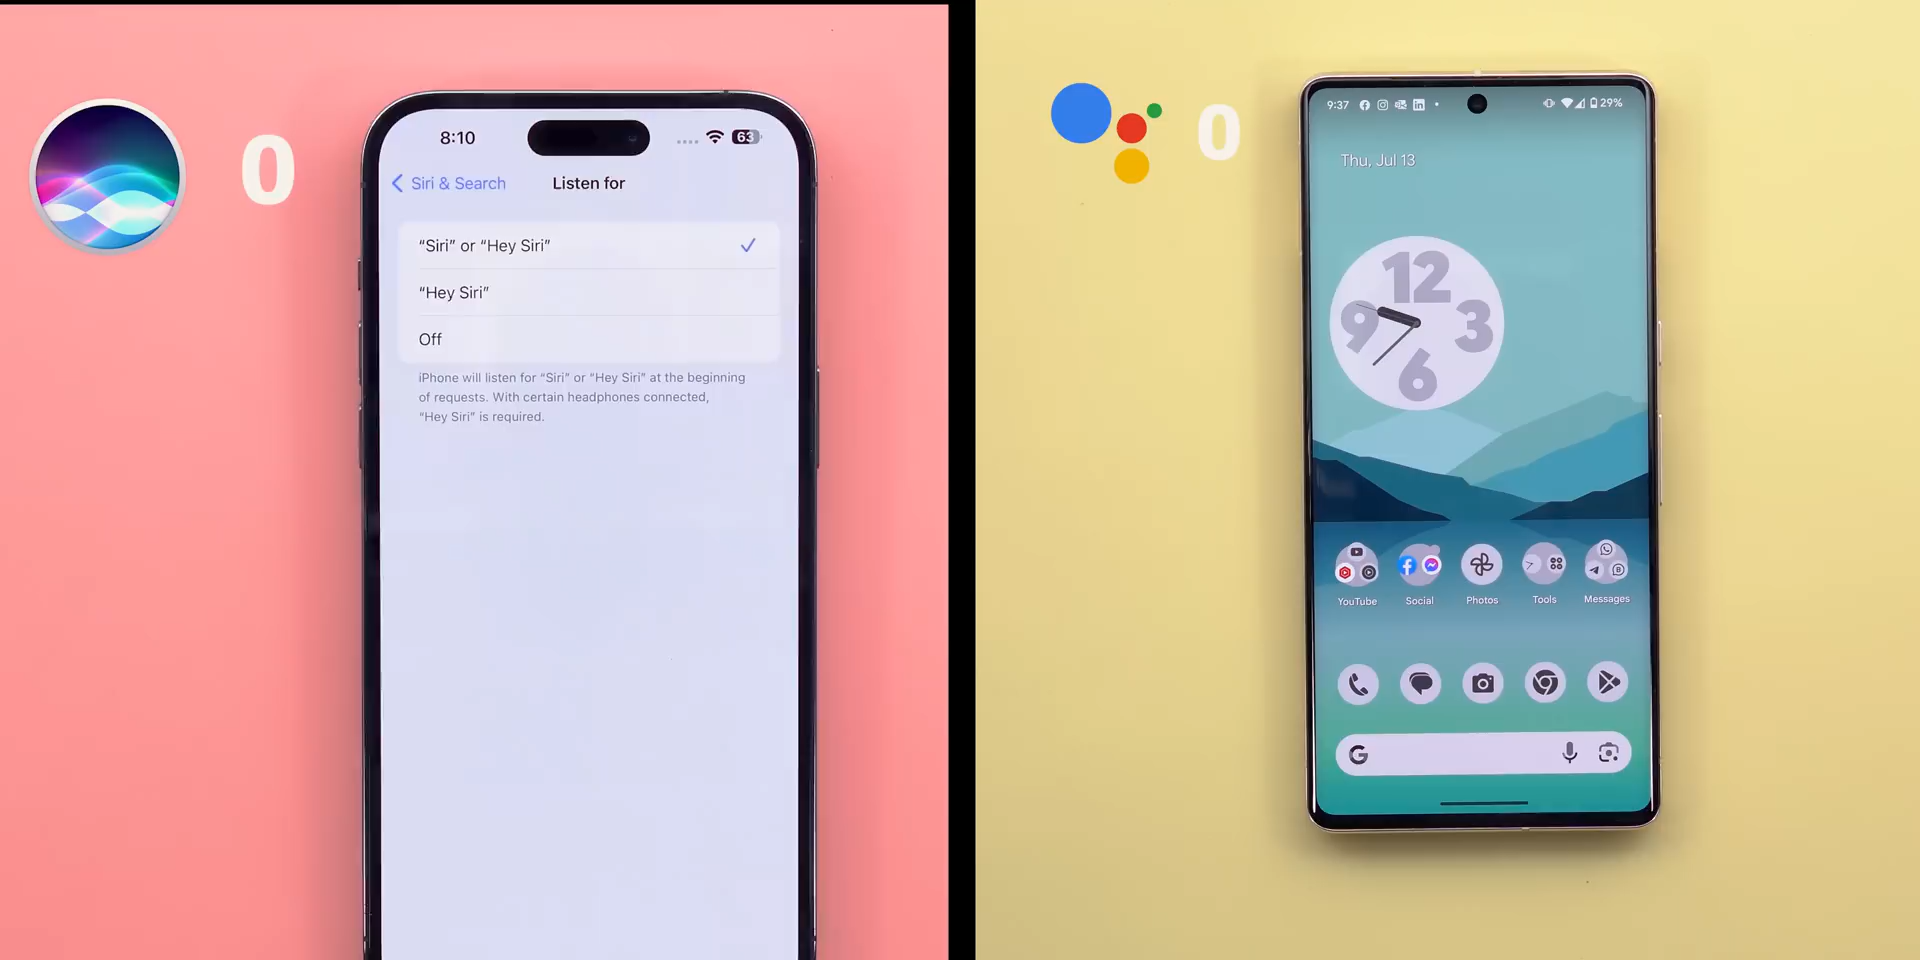 0
8:10
63
Siri & Search
Listen for
“Siri” or “Hey Siri”
“Hey Siri”
Off
iPhone will listen for “Siri” or “Hey Siri” at the beginning
of requests. With certain headphones connected,
“Hey Siri” is required.
0
9:37
29%
Thu, Jul 13
12
9
3
6
YouTube
Social
Photos
Tools
Messages